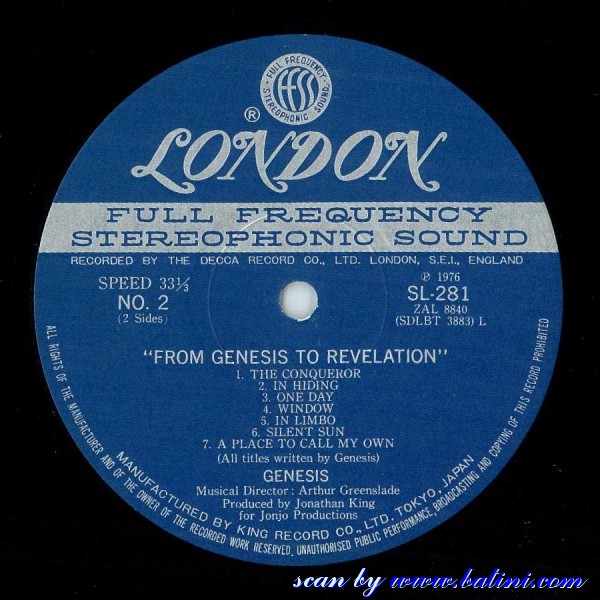 FULL FREQUENCY
ffss
STEREOPHONIC SOUND
®
LONDON
FULL FREQUENCY
STEREOPHONIC SOUND
RECORDED BY THE DECCA RECORD CO., LTD. LONDON, S.E.I., ENGLAND
SPEED 33⅓
NO. 2
(2 Sides)
℗ 1976
SL-281
ZAL 8840
(SDLBT 3883) L
"FROM GENESIS TO REVELATION"
1. THE CONQUEROR
2. IN HIDING
3. ONE DAY
4. WINDOW
5. IN LIMBO
6. SILENT SUN
7. A PLACE TO CALL MY OWN
(All titles written by Genesis)
GENESIS
Musical Director: Arthur Greenslade
Produced by Jonathan King
for Jonjo Productions
MANUFACTURED BY KING RECORD CO., LTD. TOKYO, JAPAN
ALL RIGHTS OF THE MANUFACTURER AND OF THE OWNER OF THE RECORDED WORK RESERVED. UNAUTHORISED PUBLIC PERFORMANCE, BROADCASTING AND COPYING OF THIS RECORD PROHIBITED
scan by www.batini.com